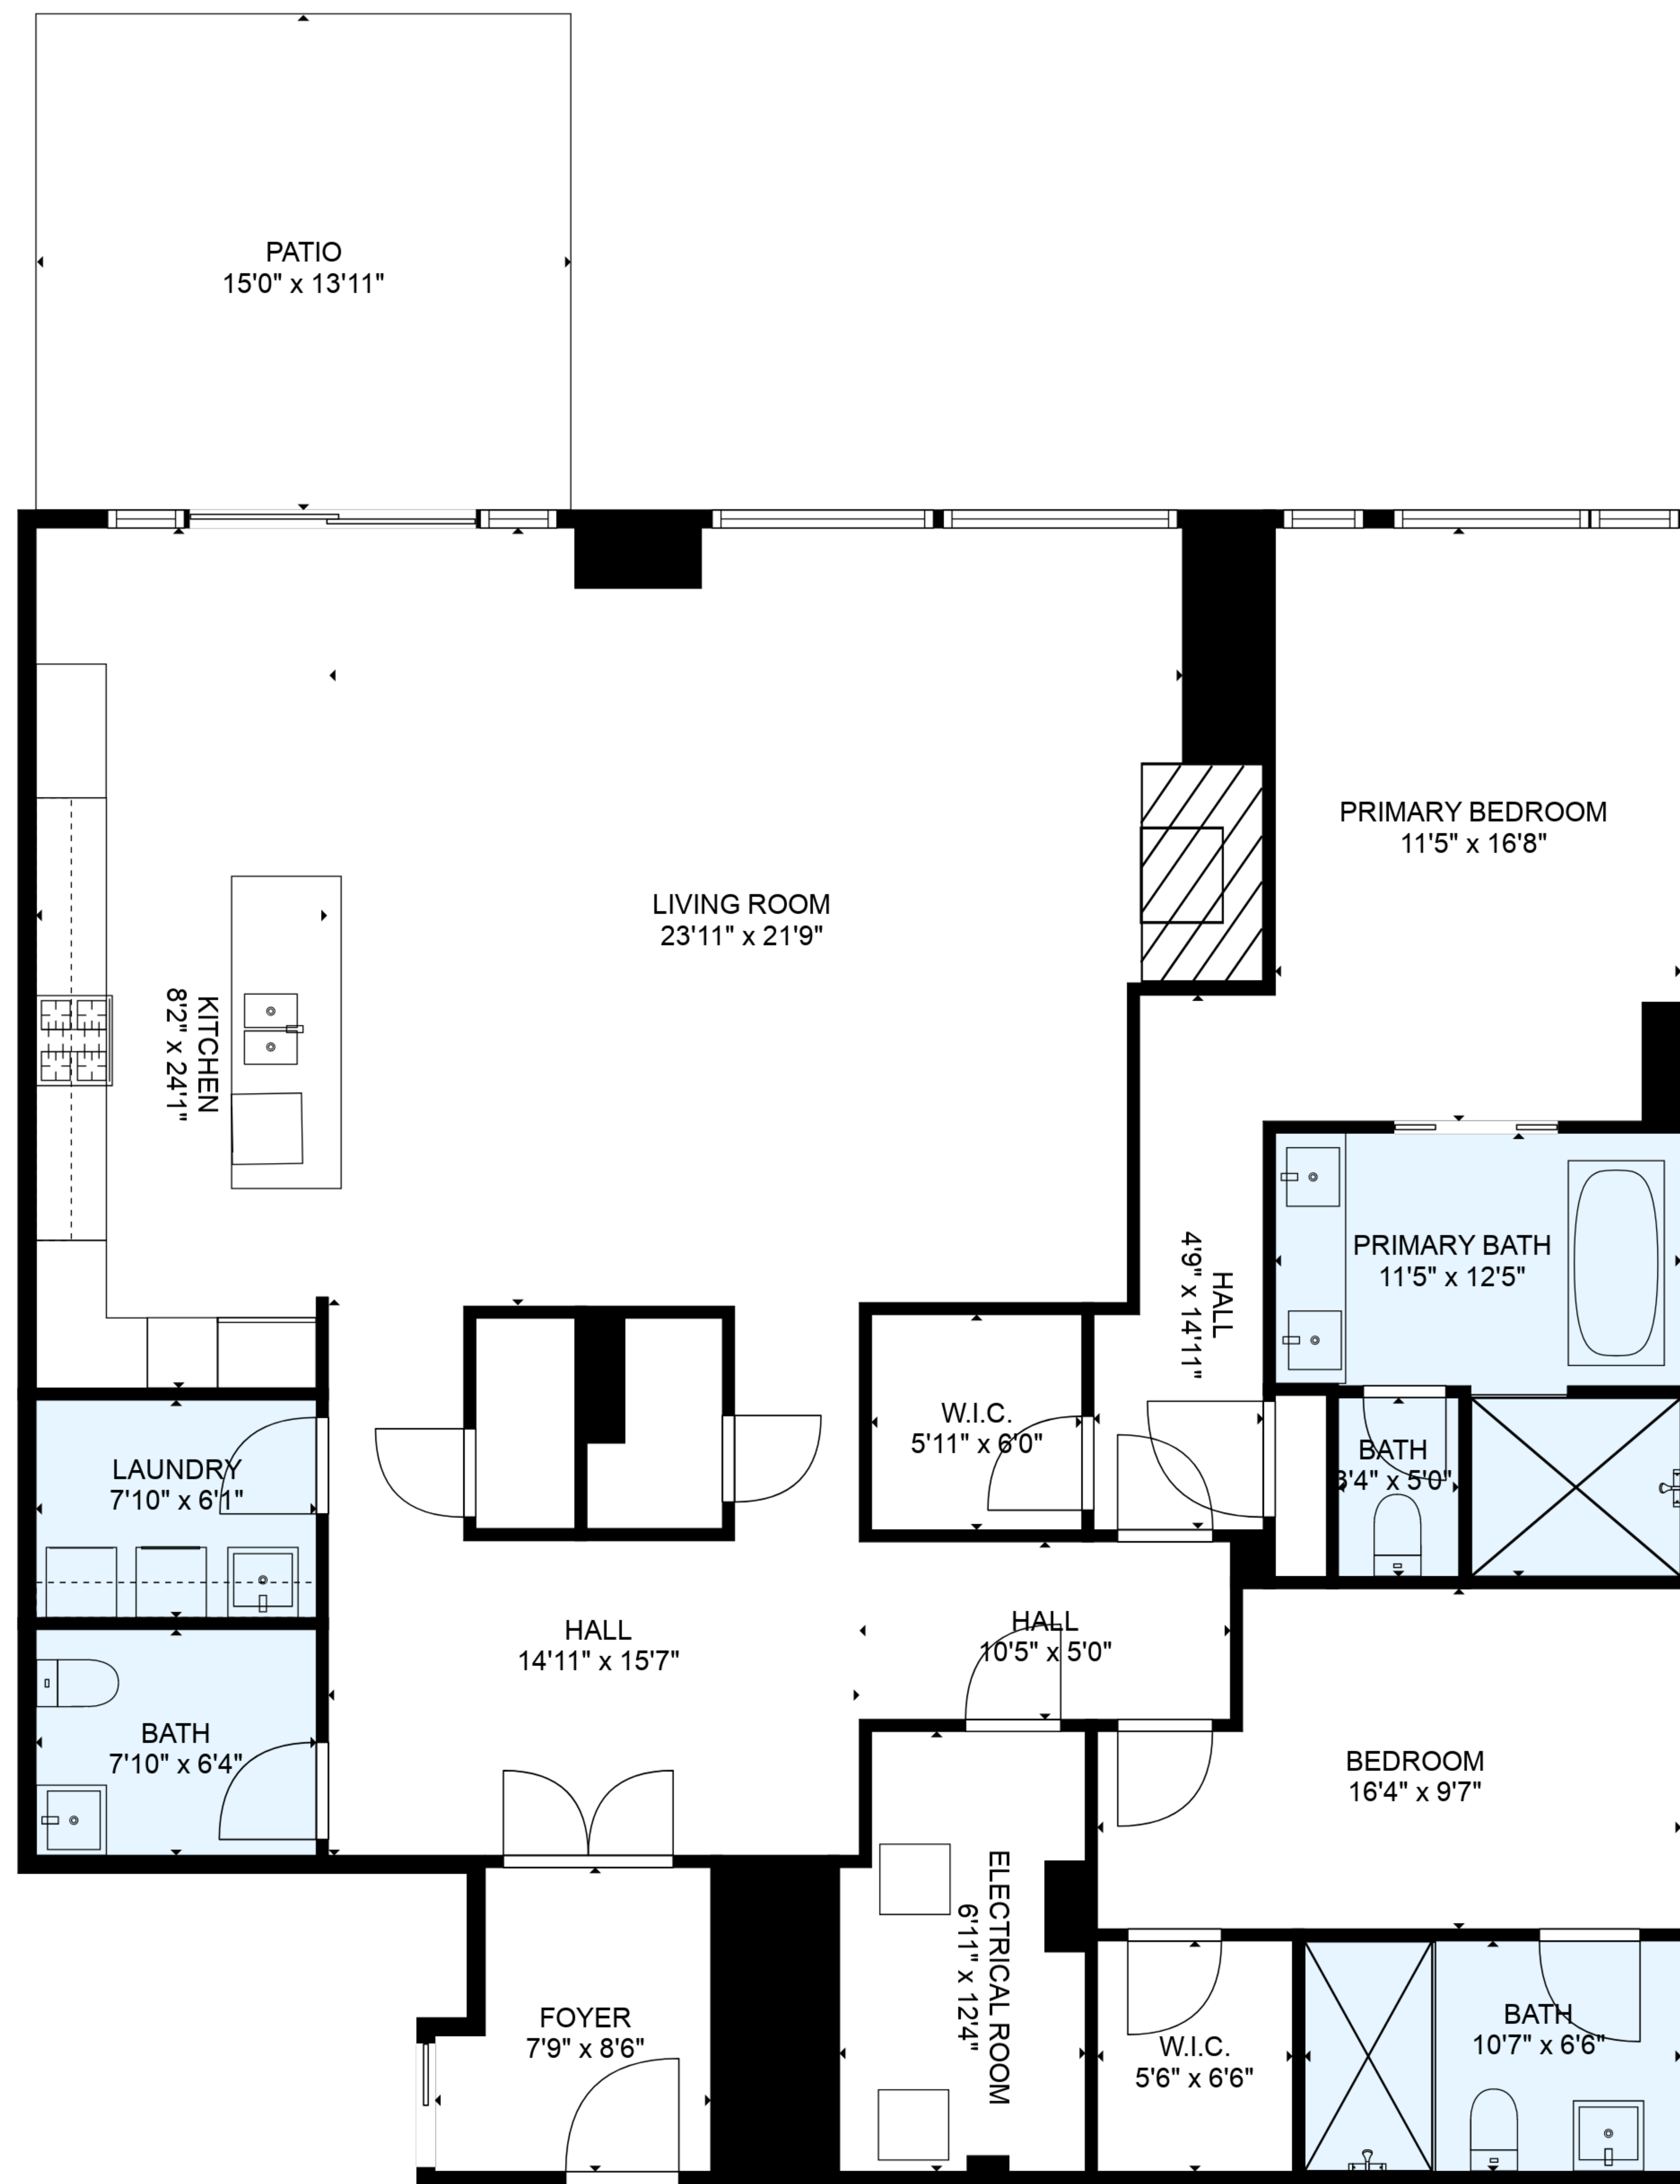 PATIO
15'0" x 13'11"
PRIMARY BEDROOM
11'5" x 16'8"
LIVING ROOM
23'11" x 21'9"
KITCHEN
8'2" x 24'1"
PRIMARY BATH
11'5" x 12'5"
HALL
4'9" x 14'11"
W.I.C.
5'11" x 6'0"
BATH
3'4" x 5'0"
LAUNDRY
7'10" x 6'1"
HALL
14'11" x 15'7"
HALL
10'5" x 5'0"
BATH
7'10" x 6'4"
BEDROOM
16'4" x 9'7"
ELECTRICAL ROOM
6'11" x 12'4"
FOYER
7'9" x 8'6"
W.I.C.
5'6" x 6'6"
BATH
10'7" x 6'6"